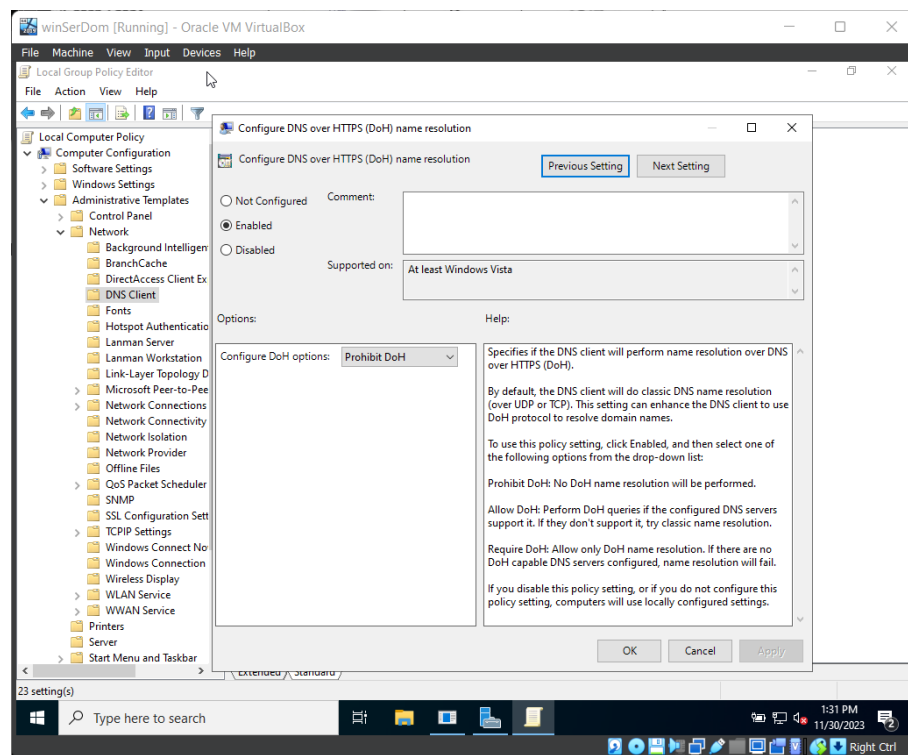 winSerDom [Running] - Oracle VM VirtualBox
File Machine View Input Devices Help
Local Group Policy Editor
File Action View Help
Local Computer Policy
Computer Configuration
Software Settings
Windows Settings
Administrative Templates
Control Panel
Network
Background Intelligen
BranchCache
DirectAccess Client Ex
DNS Client
Fonts
Hotspot Authenticatio
Lanman Server
Lanman Workstation
Link-Layer Topology D
Microsoft Peer-to-Pee
Network Connections
Network Connectivity
Network Isolation
Network Provider
Offline Files
QoS Packet Scheduler
SNMP
SSL Configuration Sett
TCPIP Settings
Windows Connect No
Windows Connection
Wireless Display
WLAN Service
WWAN Service
Printers
Server
Start Menu and Taskbar
Configure DNS over HTTPS (DoH) name resolution
Configure DNS over HTTPS (DoH) name resolution
Previous Setting
Next Setting
Not Configured
Enabled
Disabled
Comment:
Supported on:
At least Windows Vista
Options:
Help:
Configure DoH options:
Prohibit DoH
Specifies if the DNS client will perform name resolution over DNS
over HTTPS (DoH).
By default, the DNS client will do classic DNS name resolution
(over UDP or TCP). This setting can enhance the DNS client to use
DoH protocol to resolve domain names.
To use this policy setting, click Enabled, and then select one of
the following options from the drop-down list:
Prohibit DoH: No DoH name resolution will be performed.
Allow DoH: Perform DoH queries if the configured DNS servers
support it. If they don't support it, try classic name resolution.
Require DoH: Allow only DoH name resolution. If there are no
DoH capable DNS servers configured, name resolution will fail.
If you disable this policy setting, or if you do not configure this
policy setting, computers will use locally configured settings.
OK
Cancel
Apply
Extended
Standard
23 setting(s)
Type here to search
1:31 PM
11/30/2023
2
Right Ctrl